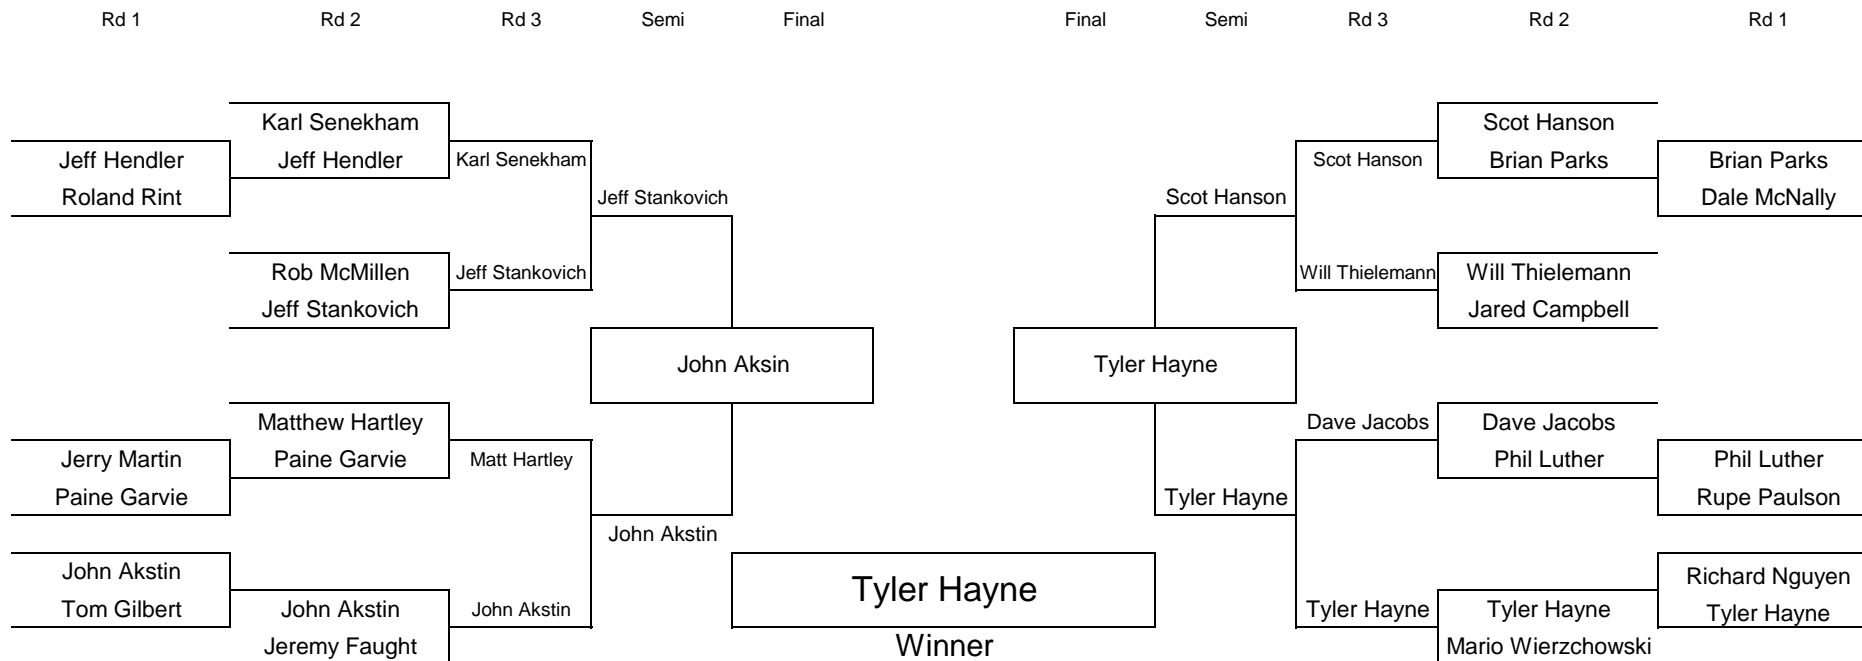 Rd 1 Rd 2 Rd 3 Semi Final Final Semi Rd 3 Rd 2 Rd 1
Karl Senekham Scot Hanson
Jeff Hendler Jeff Hendler Karl Senekham Scot Hanson Brian Parks Brian Parks
Roland Rint Jeff Stankovich Scot Hanson Dale McNally
Rob McMillen Jeff Stankovich Will Thielemann Will Thielemann
Jeff Stankovich Jared Campbell
John Aksin Tyler Hayne
Matthew Hartley Dave Jacobs Dave Jacobs
Jerry Martin Paine Garvie Matt Hartley Phil Luther Phil Luther
Paine Garvie Tyler Hayne Rupe Paulson
John Akstin
John Akstin Tyler Hayne Richard Nguyen
Tom Gilbert John Akstin John Akstin Tyler Hayne Tyler Hayne Tyler Hayne
Jeremy Faught Winner Mario Wierzchowski